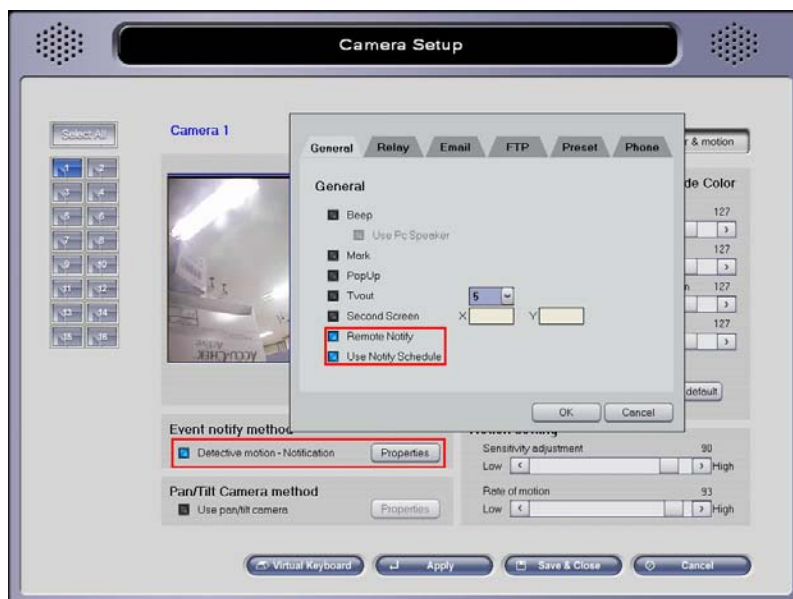 Camera Setup
Select All
1 2
3 4
5 6
7 8
9 10
11 12
13 14
15 16
Camera 1
General Relay Email FTP Preset Phone
General
Beep
Use Pc Speaker
Mark
PopUp
Tvout 5
Second Screen X Y
Remote Notify
Use Notify Schedule
OK Cancel
r & motion
de Color
127
127
n 127
127
default
Event notify method
Detective motion - Notification Properties
Pan/Tilt Camera method
Use pan/tilt camera Properties
Sensitivity adjustment 90
Low High
Rate of motion 93
Low High
Virtual Keyboard Apply Save & Close Cancel